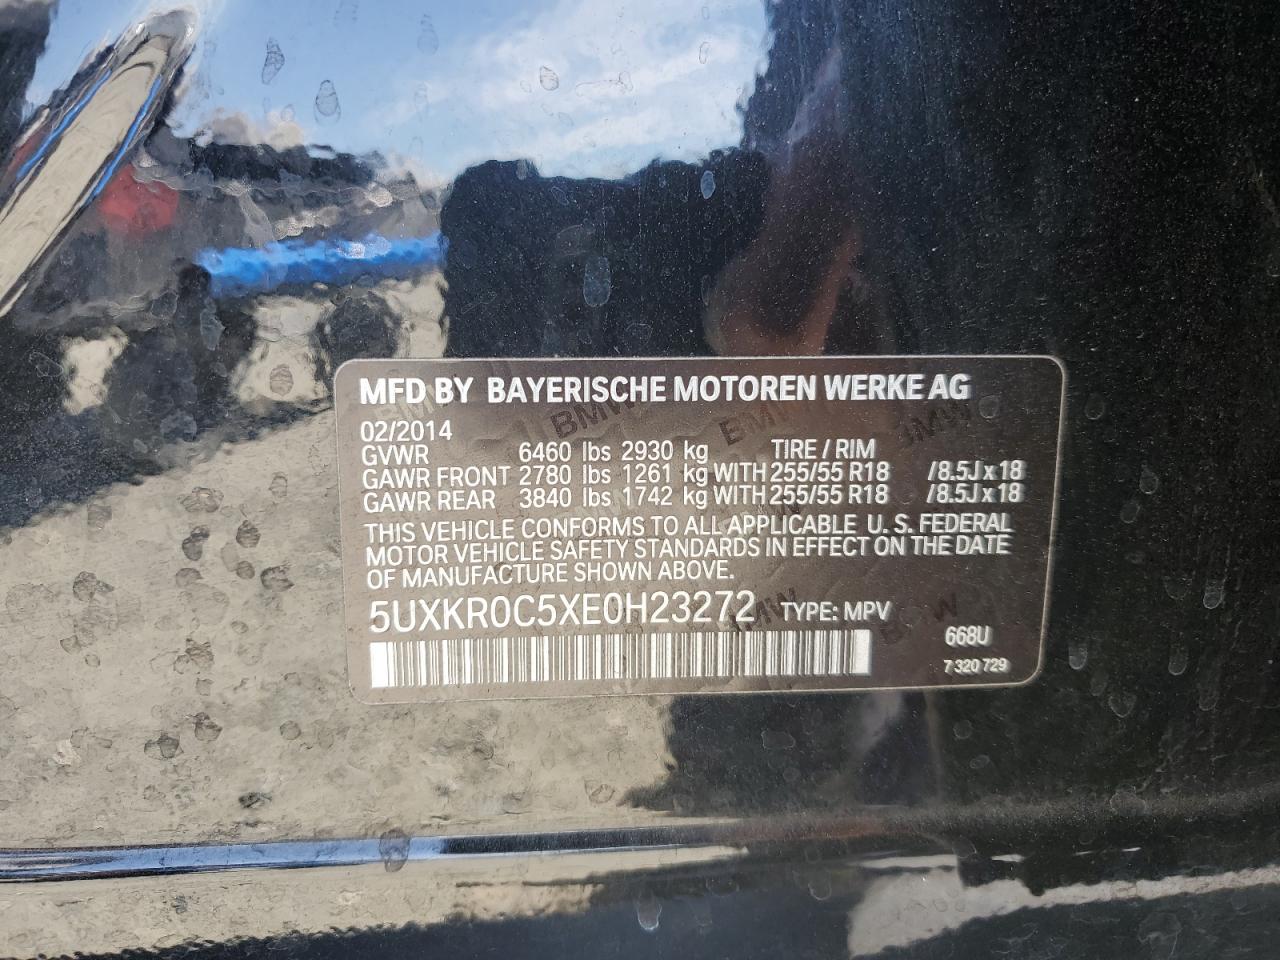 MFD BY BAYERISCHE MOTOREN WERKE AG
02/2014
GVWR 6460 lbs 2930 kg TIRE / RIM
GAWR FRONT 2780 lbs 1261 kg WITH 255/55 R18 /8.5J x 18
GAWR REAR 3840 lbs 1742 kg WITH 255/55 R18 /8.5J x 18
THIS VEHICLE CONFORMS TO ALL APPLICABLE U. S. FEDERAL
MOTOR VEHICLE SAFETY STANDARDS IN EFFECT ON THE DATE
OF MANUFACTURE SHOWN ABOVE.
5UXKR0C5XE0H23272 TYPE: MPV
668U
7 320 729